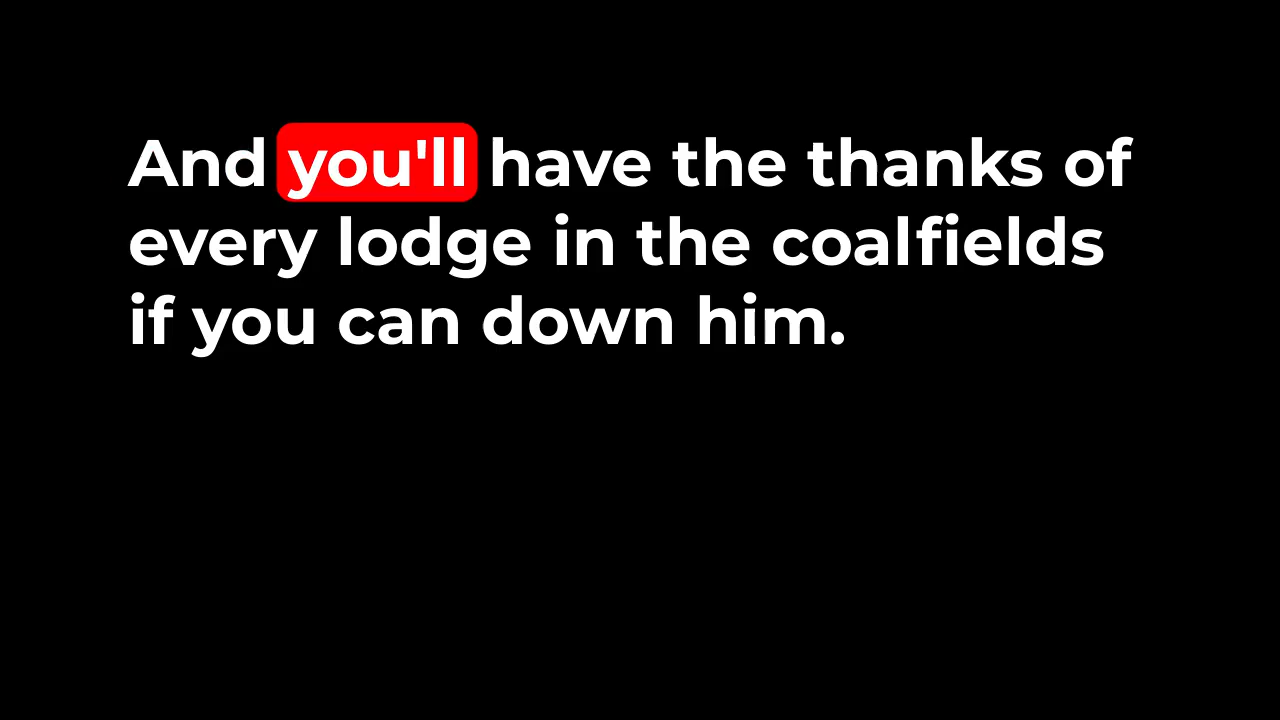 And you'll have the thanks of
every lodge in the coalfields
if you can down him.